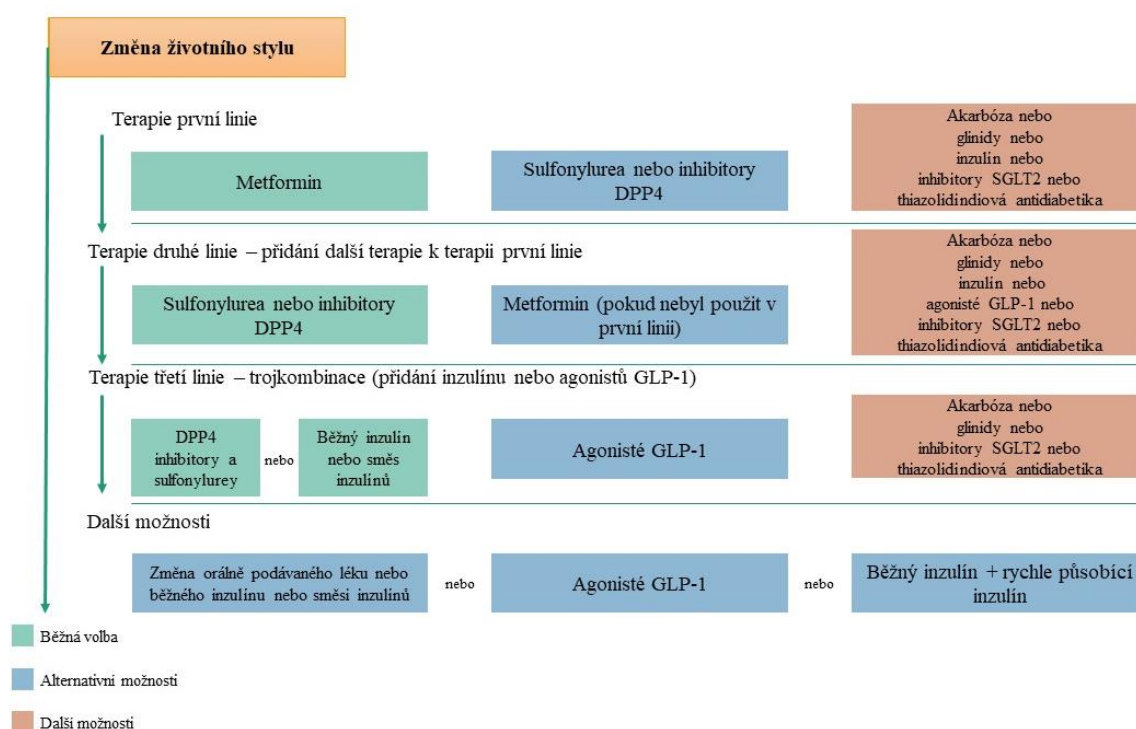 Změna životního stylu
Terapie první linie
Metformin
Sulfonylurea nebo inhibitory
DPP4
Akarbóza nebo
glinidy nebo
inzulín nebo
inhibitory SGLT2 nebo
thiazolidindiová antidiabetika
Terapie druhé linie – přidání další terapie k terapii první linie
Sulfonylurea nebo inhibitory
DPP4
Metformin (pokud nebyl použit v
první linii)
Akarbóza nebo
glinidy nebo
inzulín nebo
agonisté GLP-1 nebo
inhibitory SGLT2 nebo
thiazolidindiová antidiabetika
Terapie třetí linie – trojkombinace (přidání inzulínu nebo agonistů GLP-1)
DPP4
inhibitory a
sulfonylurey
nebo
Běžný inzulín
nebo směs
inzulínů
Agonisté GLP-1
Akarbóza nebo
glinidy nebo
inhibitory SGLT2 nebo
thiazolidindiová antidiabetika
Další možnosti
Změna orálně podávaného léku nebo
běžného inzulínu nebo směsi inzulínů
nebo
Agonisté GLP-1
nebo
Běžný inzulín + rychle působící
inzulín
Běžná voľba
Alternativni možnosti
Další možnosti